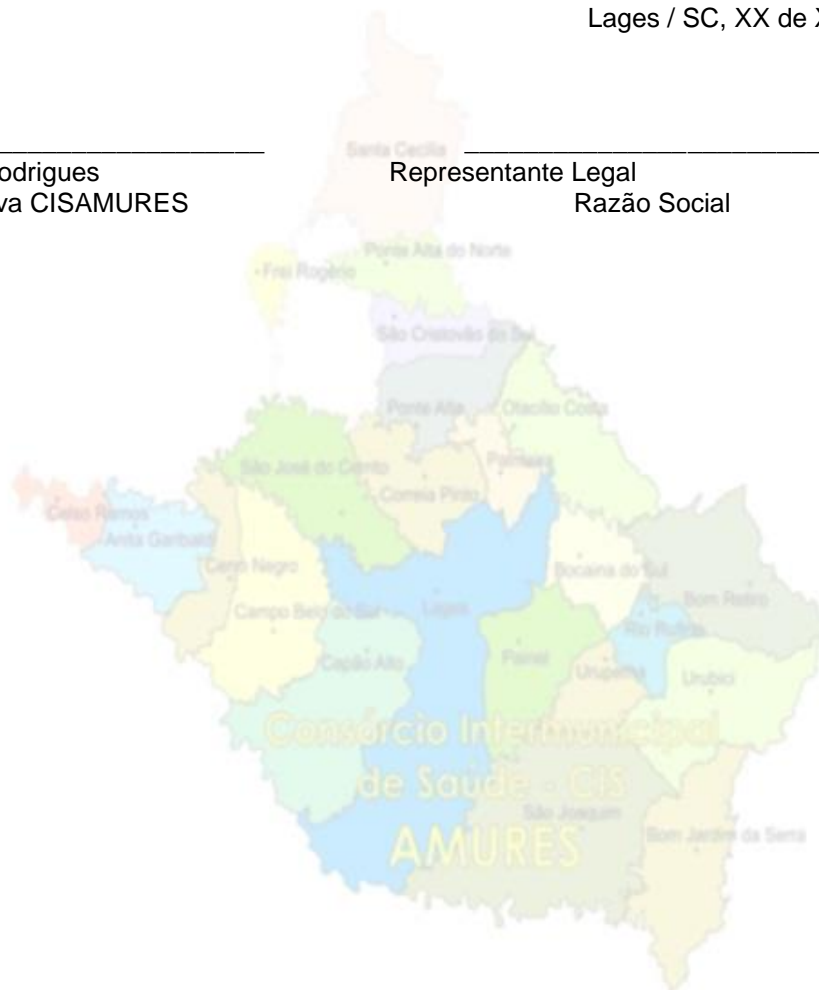 Lages / SC, XX de X
odrigues
Representante Legal
va CISAMURES
Razão Social
Santa Cecília
Ponte Alta do Norte
Frei Rogério
São Cristovão do Sul
Ponte Alta
Otacílio Costa
Palmeira
São José do Cerrito
Correia Pinto
Celso Ramos
Anita Garibaldi
Cerro Negro
Bocaina do Sul
Bom Retiro
Campo Belo do Sul
Lages
Rio Rufino
Capão Alto
Painel
Urupema
Urubici
Consórcio Intermunicipal
de Saúde - CIS
São Joaquim
AMURES
Bom Jardim da Serra